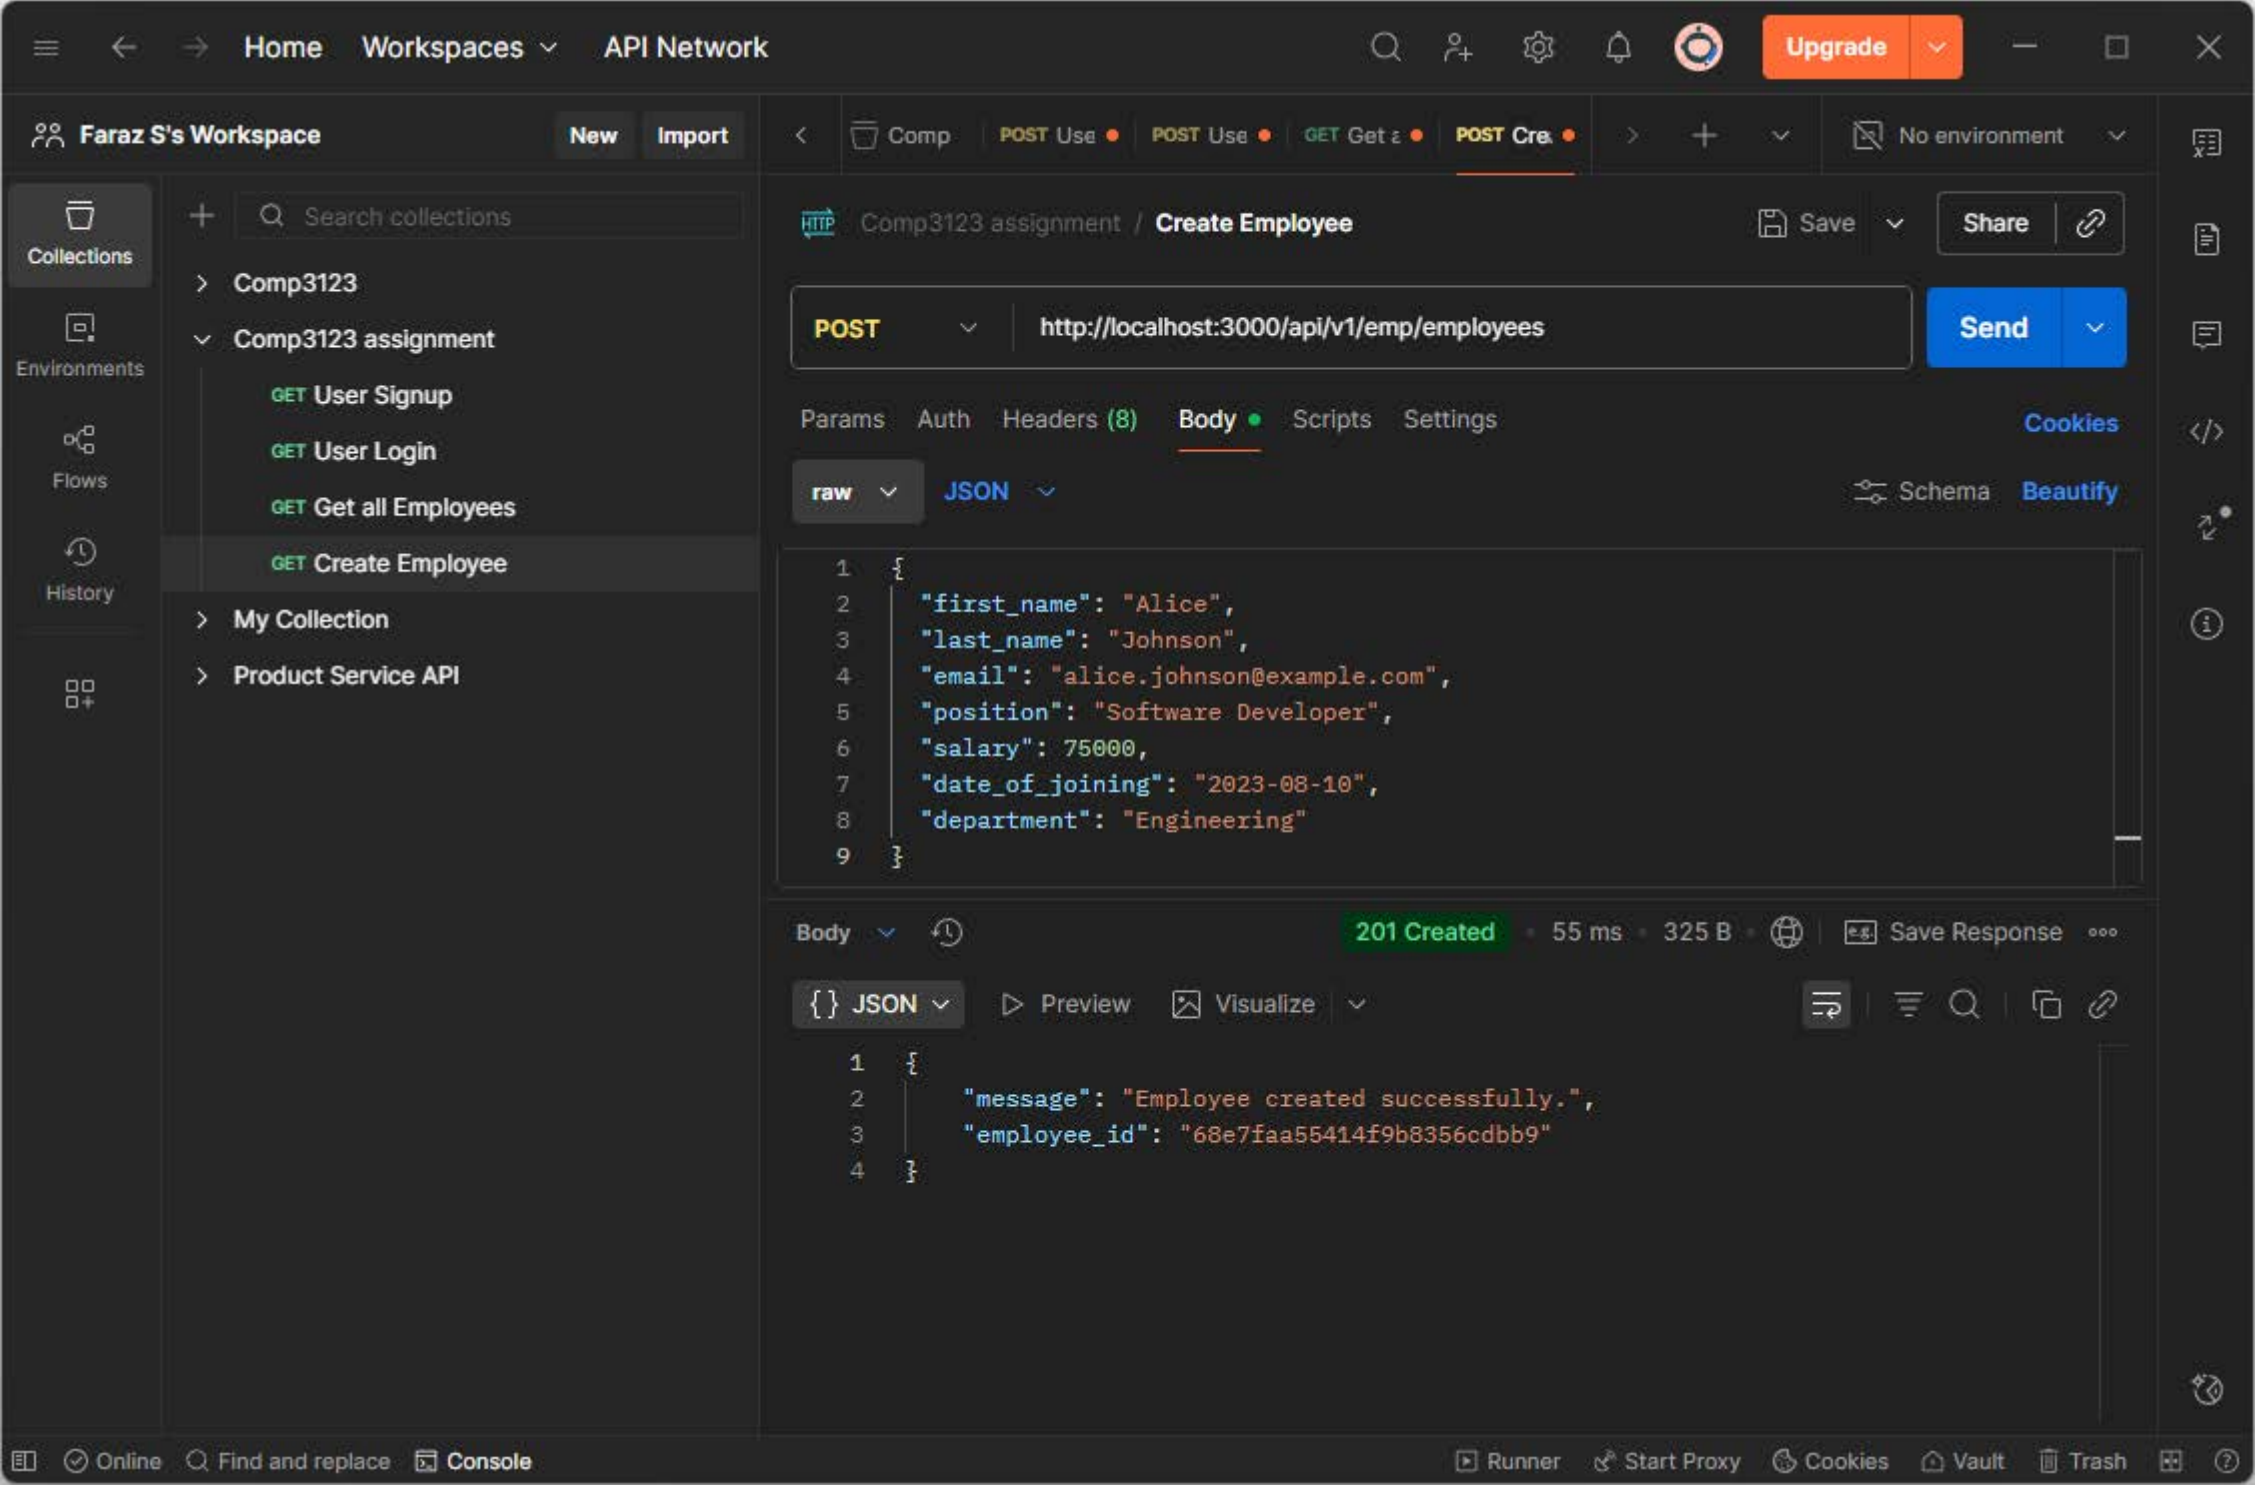 Home Workspaces API Network Upgrade
Faraz S's Workspace New Import
Comp POST Use POST Use GET Get a POST Cre No environment
Collections
Environments
Flows
History
Search collections
Comp3123
Comp3123 assignment
GET User Signup
GET User Login
GET Get all Employees
GET Create Employee
My Collection
Product Service API
HTTP Comp3123 assignment / Create Employee Save Share
POST http://localhost:3000/api/v1/emp/employees Send
Params Auth Headers (8) Body Scripts Settings Cookies
raw JSON Schema Beautify
1 {
2 "first_name": "Alice",
3 "last_name": "Johnson",
4 "email": "alice.johnson@example.com",
5 "position": "Software Developer",
6 "salary": 75000,
7 "date_of_joining": "2023-08-10",
8 "department": "Engineering"
9 }
Body 201 Created 55 ms 325 B e.g. Save Response
{} JSON Preview Visualize
1 {
2 "message": "Employee created successfully.",
3 "employee_id": "68e7faa55414f9b8356cdbb9"
4 }
Online Find and replace Console Runner Start Proxy Cookies Vault Trash